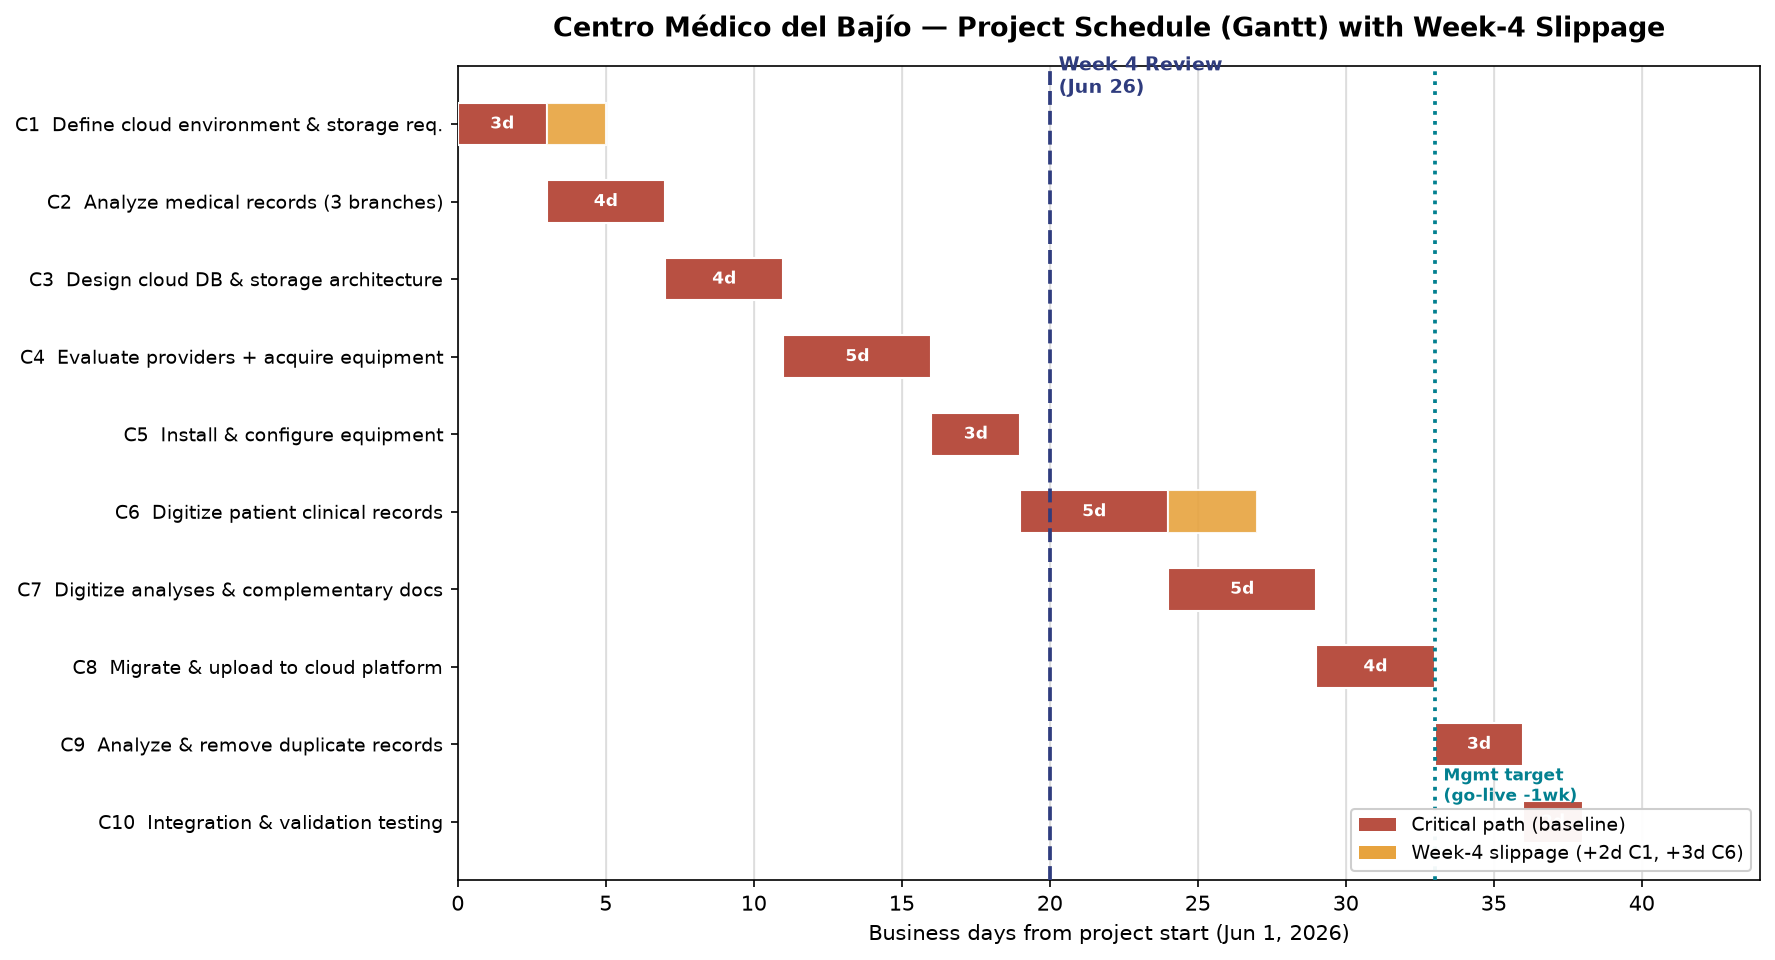 Centro Médico del Bajío — Project Schedule (Gantt) with Week-4 Slippage
Week 4 Review
(Jun 26)
C1 Define cloud environment & storage req.
3d
C2 Analyze medical records (3 branches)
4d
C3 Design cloud DB & storage architecture
4d
C4 Evaluate providers + acquire equipment
5d
C5 Install & configure equipment
3d
C6 Digitize patient clinical records
5d
C7 Digitize analyses & complementary docs
5d
C8 Migrate & upload to cloud platform
4d
C9 Analyze & remove duplicate records
3d
Mgmt target
(go-live -1wk)
C10 Integration & validation testing
Critical path (baseline)
Week-4 slippage (+2d C1, +3d C6)
0 5 10 15 20 25 30 35 40
Business days from project start (Jun 1, 2026)